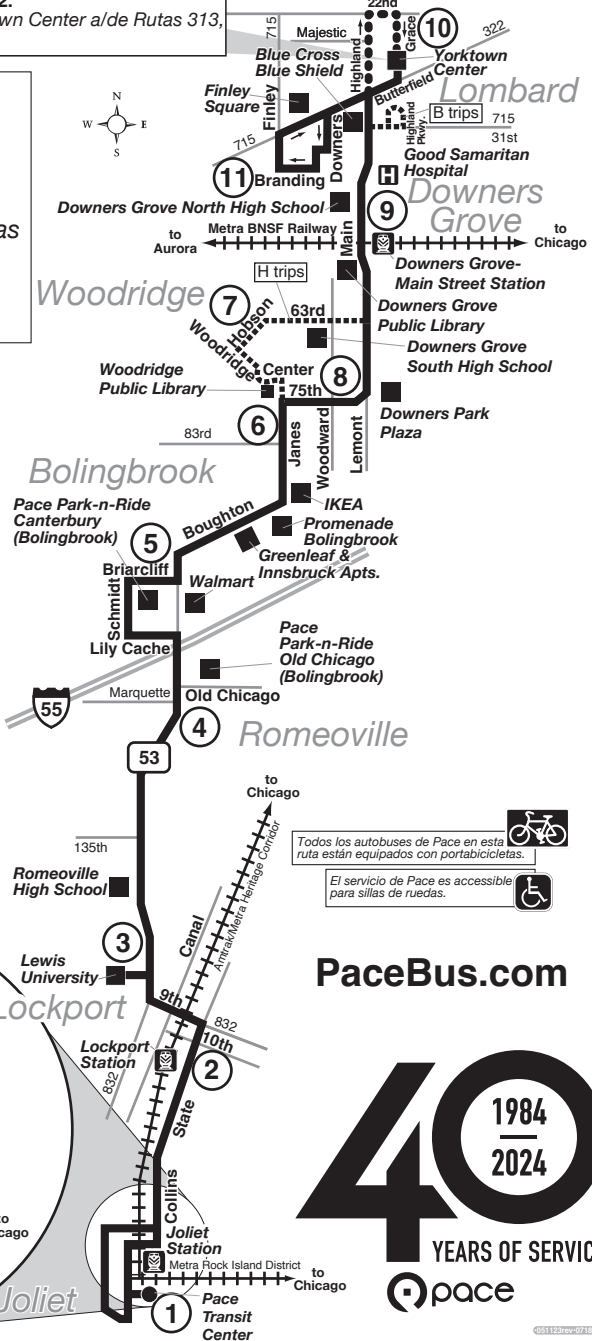 2.
wn Center a/de Rutas 313,
22nd
715
Majestic
Highland
Grace
10
322
Blue Cross
Blue Shield
Yorktown
Center
Butterfield
Lombard
Finley
Square
Finley
Downers
Highland
Pkwy.
B trips
715
31st
N
W E
S
715
11
Branding
Good Samaritan
Hospital
H
Downers Grove North High School
9
Downers
Grove
as
Metra BNSF Railway
Main
to
Aurora
to
Chicago
Downers Grove-
Main Street Station
H trips
Woodridge
7
Hobson
63rd
Downers Grove
Public Library
Woodridge
Downers Grove
South High School
Woodridge
Public Library
Center
75th
8
6
Downers Park
Plaza
83rd
Janes
Woodward
Lemont
Bolingbrook
Pace Park-n-Ride
Canterbury
(Bolingbrook)
IKEA
Boughton
Promenade
Bolingbrook
5
Greenleaf &
Innsbruck Apts.
Briarcliff
Walmart
Schmidt
Lily Cache
Pace
Park-n-Ride
Old Chicago
(Bolingbrook)
55
Marquette
Old Chicago
4
Romeoville
53
to
Chicago
135th
Todos los autobuses de Pace en esta
ruta están equipados con portabicicletas.
Romeoville
High School
El servicio de Pace es accessible
para sillas de ruedas.
Canal
Amtrak/Metra Heritage Corridor
3
Lewis
University
PaceBus.com
Lockport
9th
832
10th
Lockport
Station
2
832
State
40
1984
2024
Collins
to
cago
Joliet
Station
YEARS OF SERVIC
Metra Rock Island District
to
Chicago
Joliet
1
Pace
Transit
Center
pace